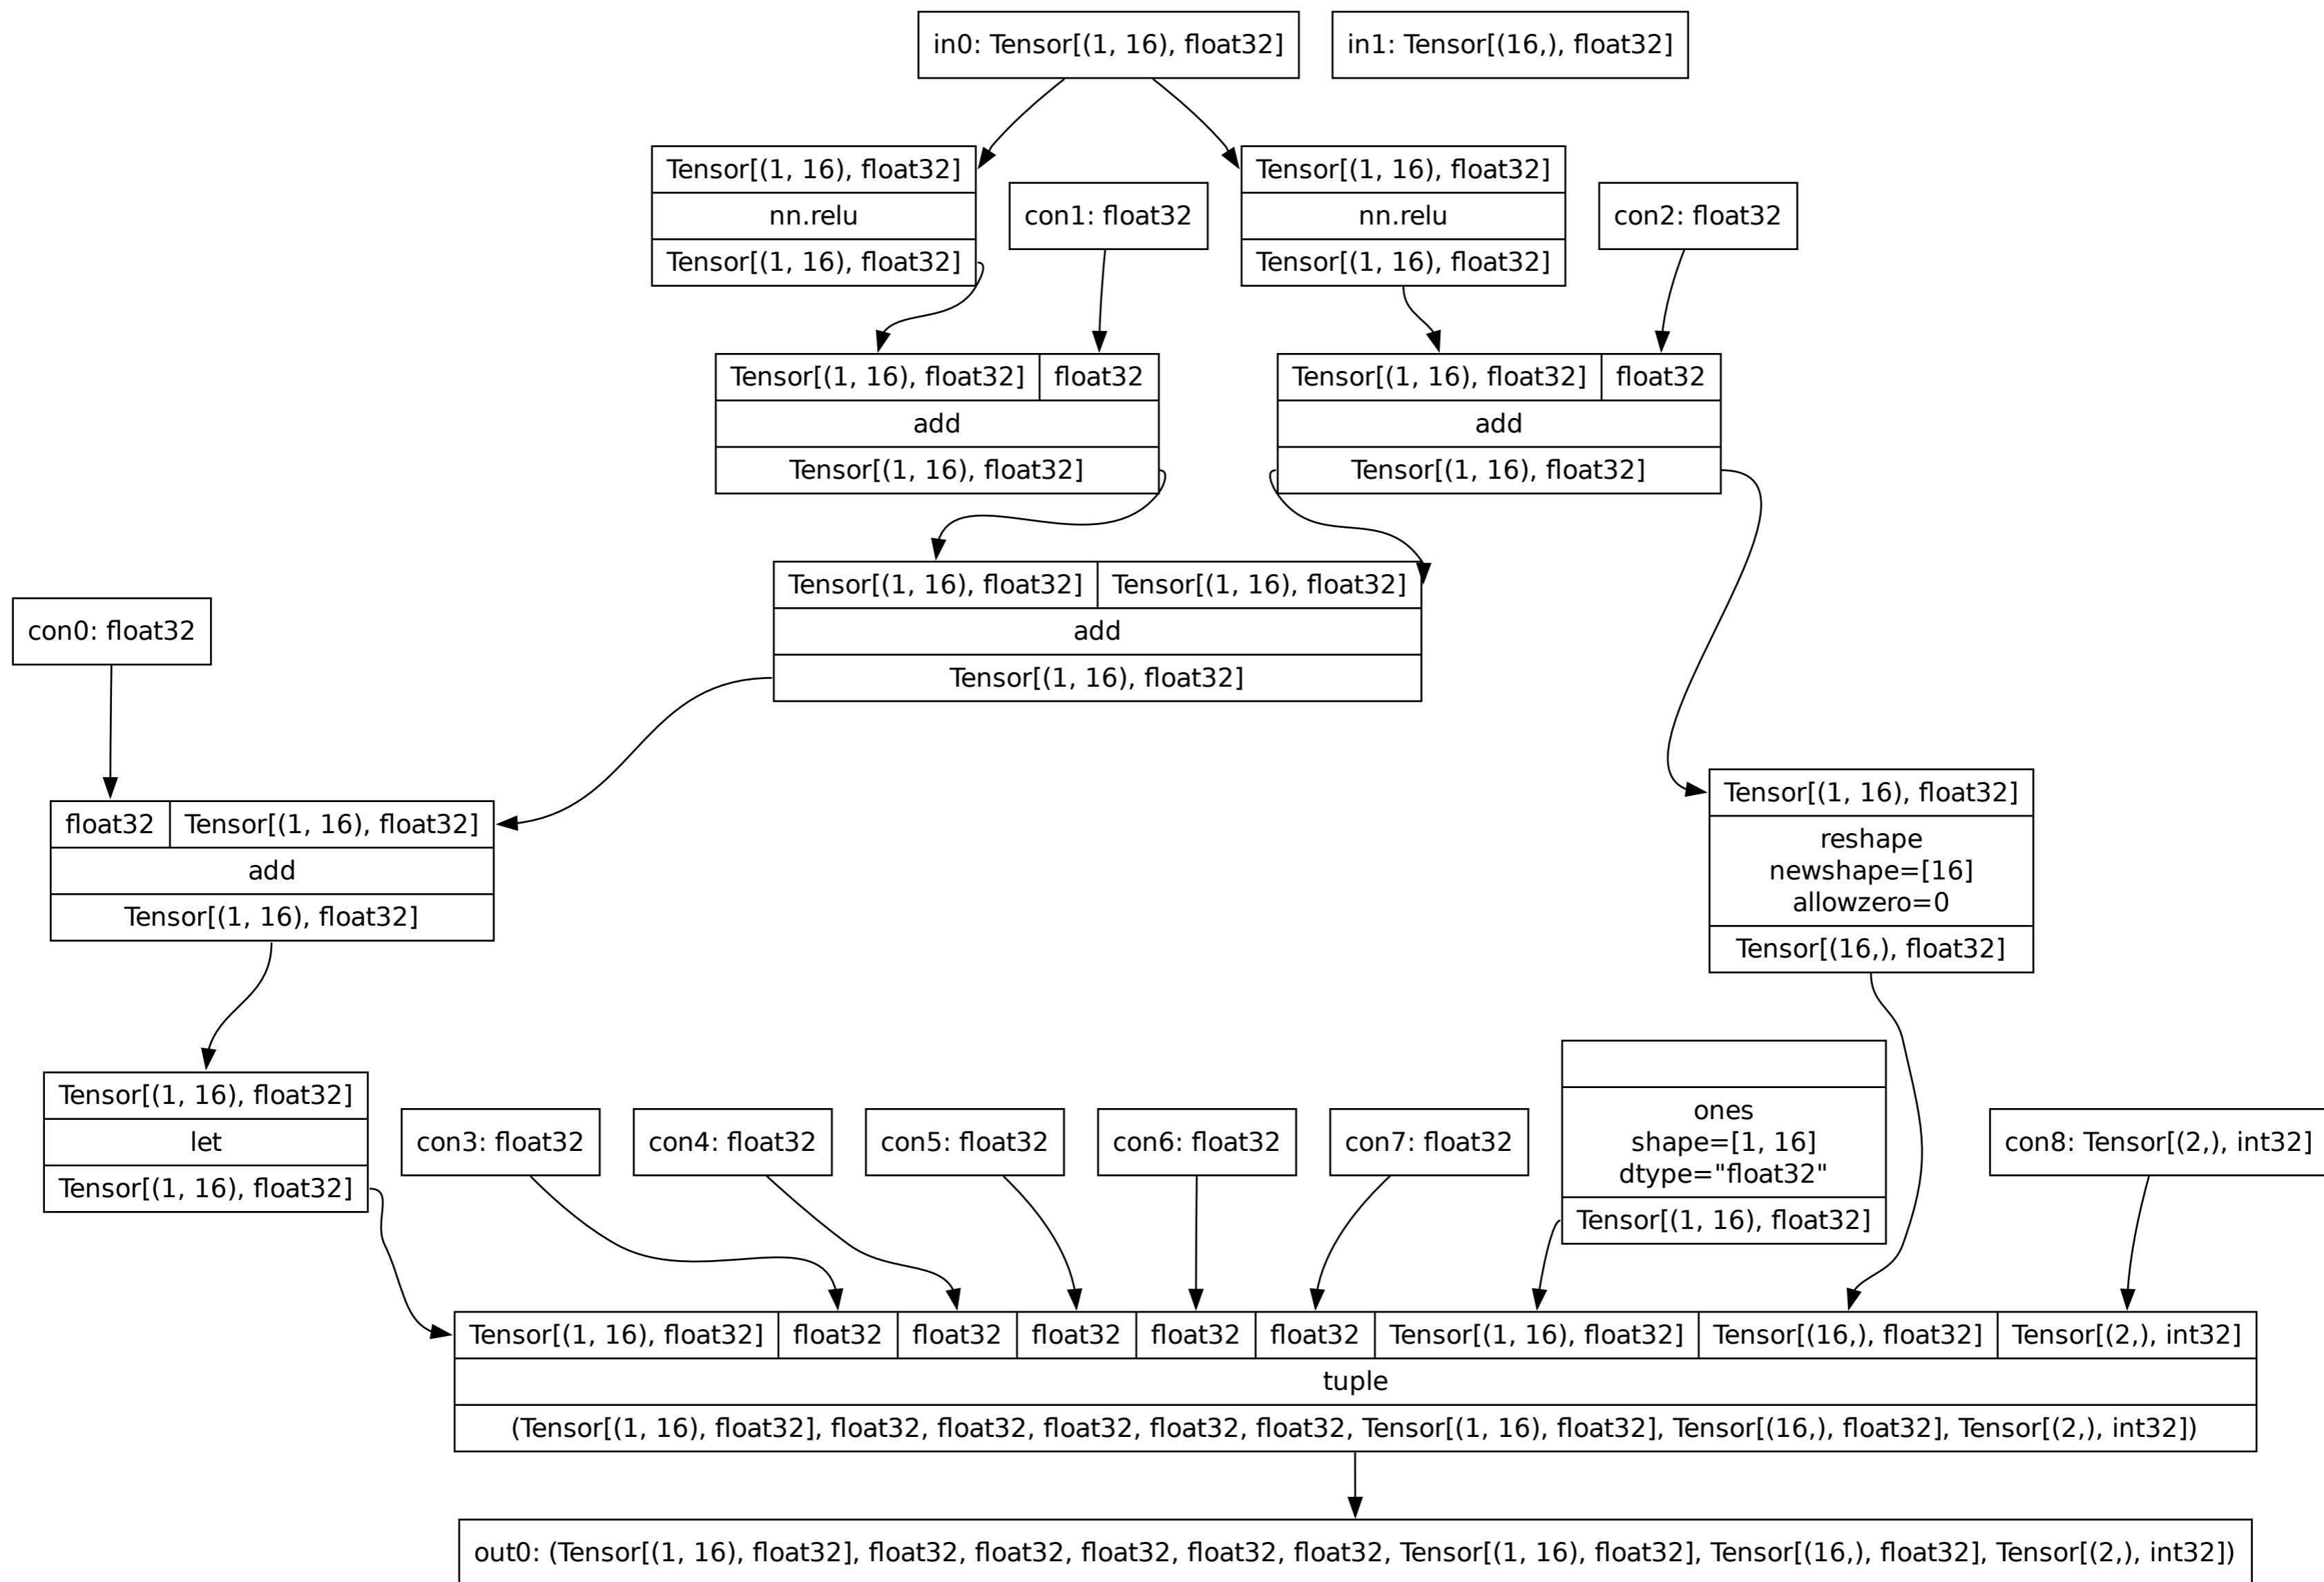 in0: Tensor[(1, 16), float32]
in1: Tensor[(16,), float32]
Tensor[(1, 16), float32]
nn.relu
Tensor[(1, 16), float32]
con1: float32
Tensor[(1, 16), float32]
nn.relu
Tensor[(1, 16), float32]
con2: float32
Tensor[(1, 16), float32] float32
add
Tensor[(1, 16), float32]
Tensor[(1, 16), float32] float32
add
Tensor[(1, 16), float32]
Tensor[(1, 16), float32] Tensor[(1, 16), float32]
add
Tensor[(1, 16), float32]
con0: float32
float32 Tensor[(1, 16), float32]
add
Tensor[(1, 16), float32]
Tensor[(1, 16), float32]
reshape
newshape=[16]
allowzero=0
Tensor[(16,), float32]
Tensor[(1, 16), float32]
let
Tensor[(1, 16), float32]
con3: float32
con4: float32
con5: float32
con6: float32
con7: float32
ones
shape=[1, 16]
dtype="float32"
Tensor[(1, 16), float32]
con8: Tensor[(2,), int32]
Tensor[(1, 16), float32] float32 float32 float32 float32 float32 Tensor[(1, 16), float32] Tensor[(16,), float32] Tensor[(2,), int32]
tuple
(Tensor[(1, 16), float32], float32, float32, float32, float32, float32, Tensor[(1, 16), float32], Tensor[(16,), float32], Tensor[(2,), int32])
out0: (Tensor[(1, 16), float32], float32, float32, float32, float32, float32, Tensor[(1, 16), float32], Tensor[(16,), float32], Tensor[(2,), int32])